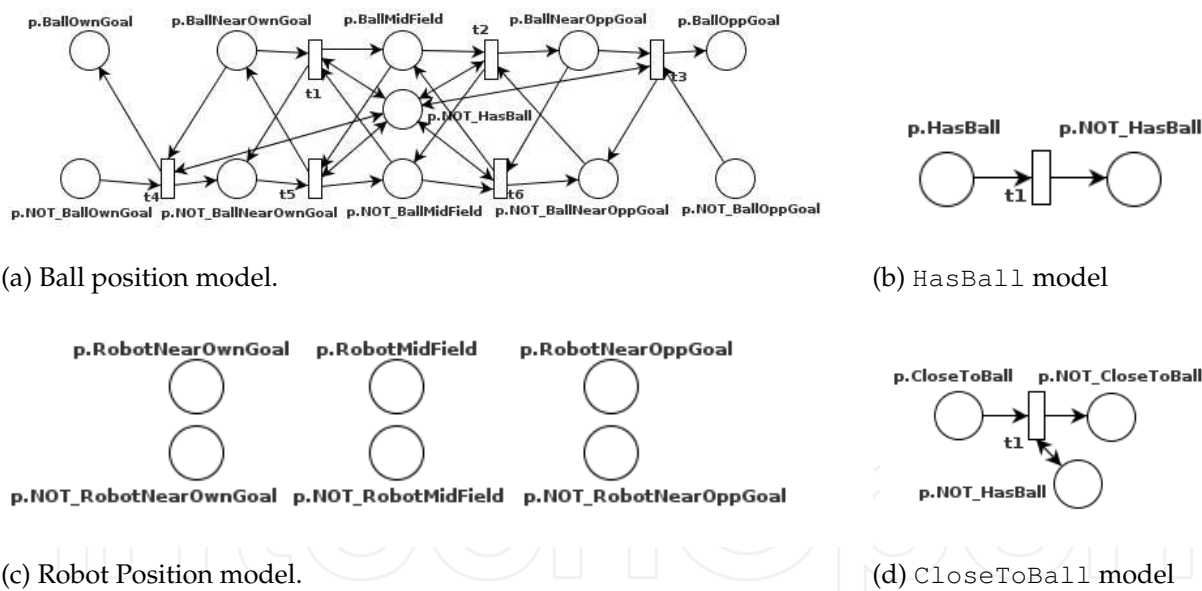 p.BallOwnGoal
p.BallNearOwnGoal
p.BallMidField
p.BallNearOppGoal
p.BallOppGoal
t2
t1
t3
p.NOT_HasBall
t4
t5
t6
p.NOT_BallOwnGoal
p.NOT_BallNearOwnGoal
p.NOT_BallMidField
p.NOT_BallNearOppGoal
p.NOT_BallOppGoal
(a) Ball position model.
p.HasBall
p.NOT_HasBall
t1
(b) HasBall model
p.RobotNearOwnGoal
p.RobotMidField
p.RobotNearOppGoal
p.NOT_RobotNearOwnGoal
p.NOT_RobotMidField
p.NOT_RobotNearOppGoal
(c) Robot Position model.
p.CloseToBall
p.NOT_CloseToBall
t1
p.NOT_HasBall
(d) CloseToBall model